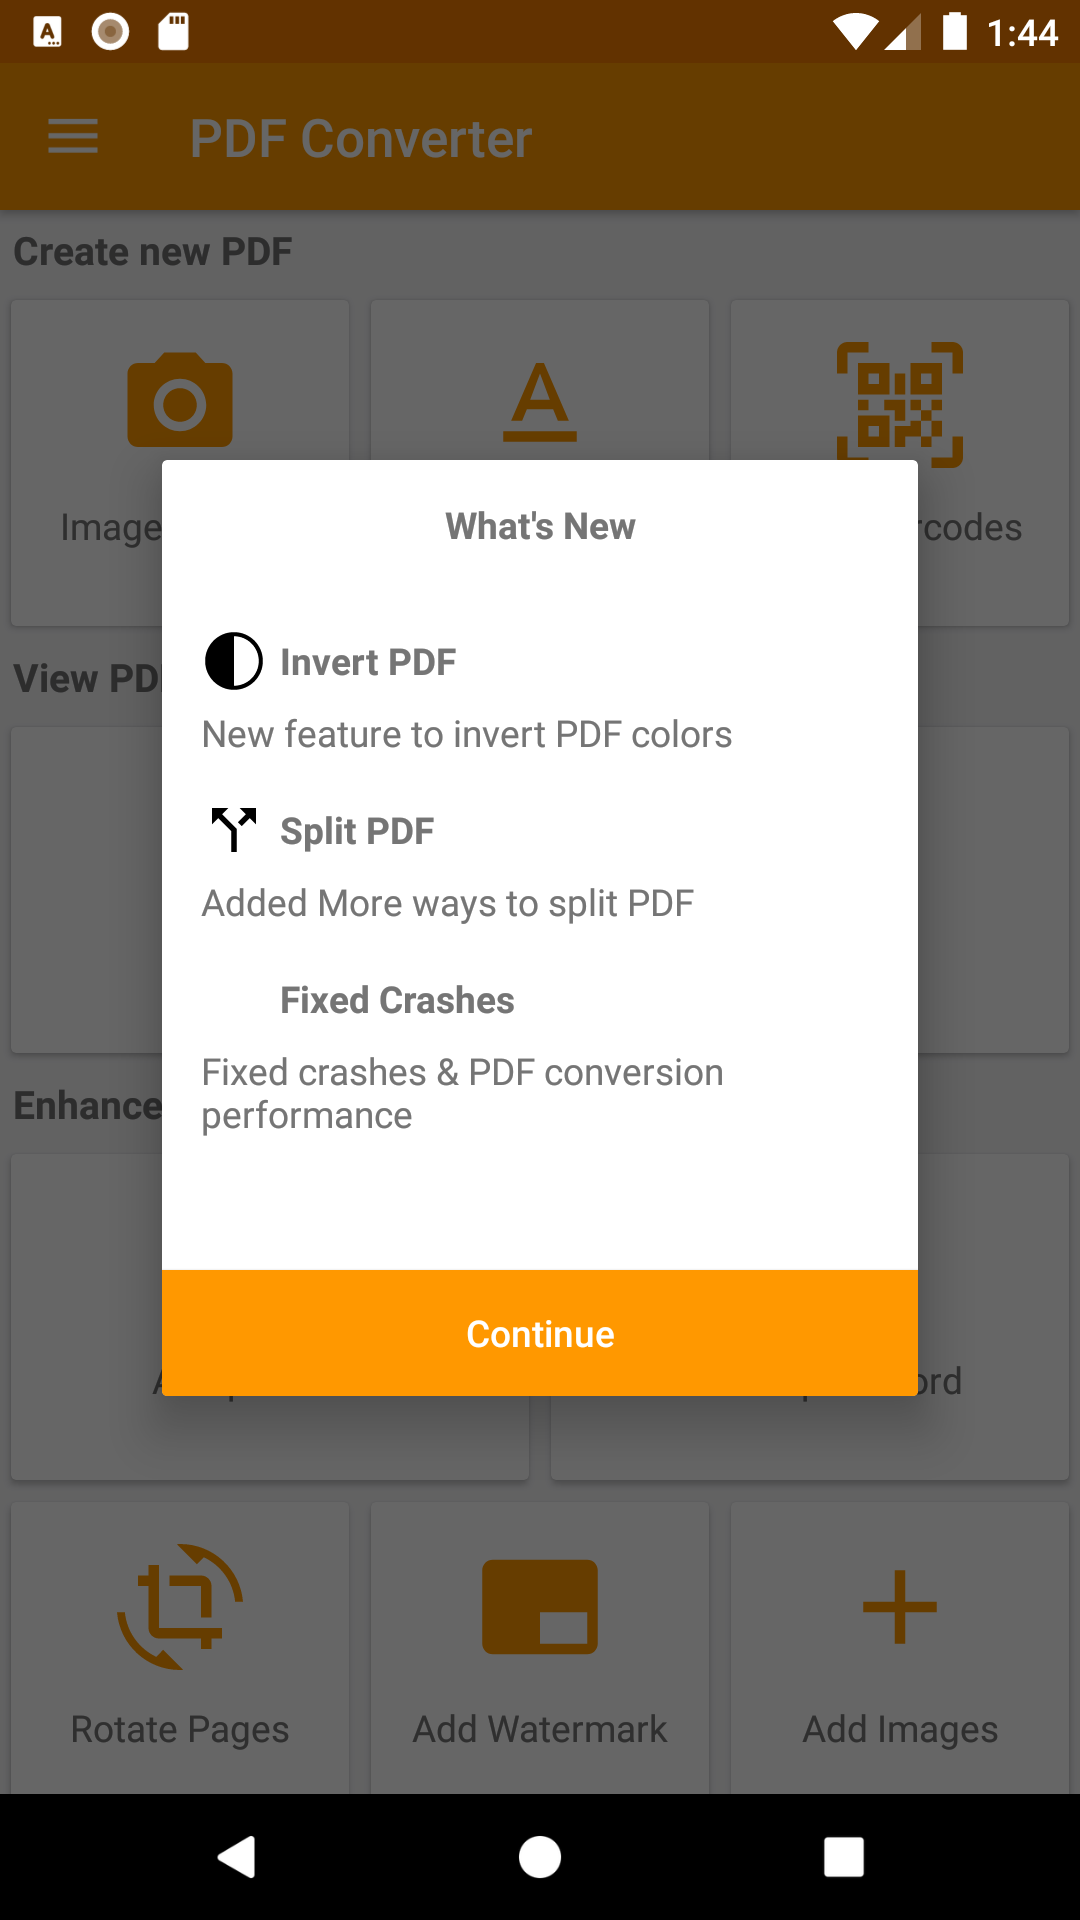 1:44
PDF Converter
Create new PDF
Image
What's New
Invert PDF
View PD
New feature to invert PDF colors
Split PDF
Added More ways to split PDF
Fixed Crashes
Fixed crashes & PDF conversion
performance
Enhance
Continue
Rotate Pages
Add Watermark
Add Images